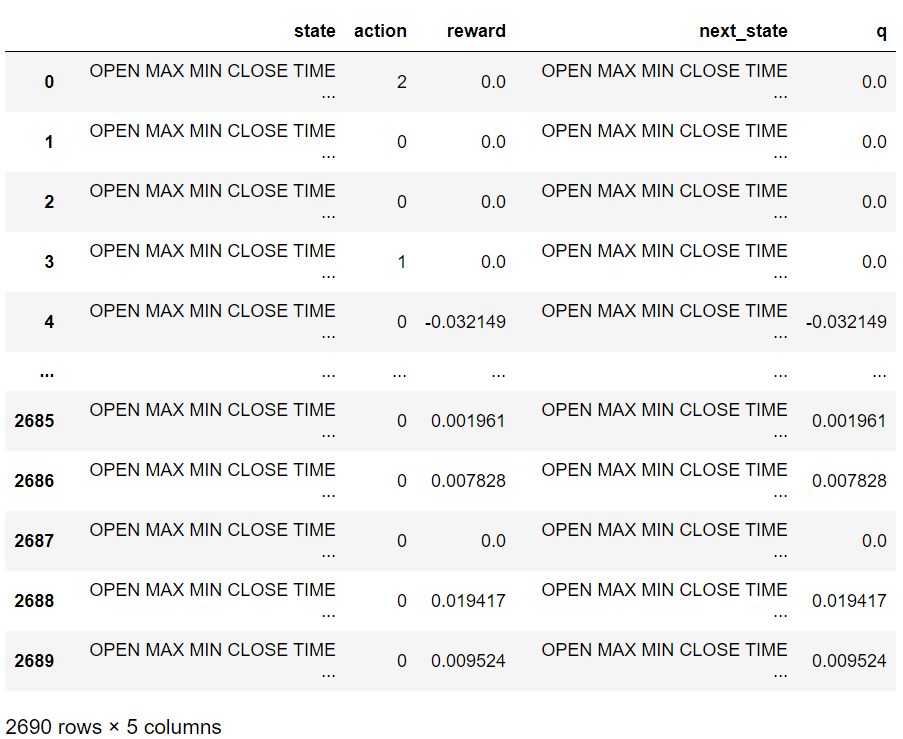 state action reward next_state q
0 OPEN MAX MIN CLOSE TIME ... 2 0.0 OPEN MAX MIN CLOSE TIME ... 0.0
1 OPEN MAX MIN CLOSE TIME ... 0 0.0 OPEN MAX MIN CLOSE TIME ... 0.0
2 OPEN MAX MIN CLOSE TIME ... 0 0.0 OPEN MAX MIN CLOSE TIME ... 0.0
3 OPEN MAX MIN CLOSE TIME ... 1 0.0 OPEN MAX MIN CLOSE TIME ... 0.0
4 OPEN MAX MIN CLOSE TIME ... 0 -0.032149 OPEN MAX MIN CLOSE TIME ... -0.032149
... ... ... ... ... ...
2685 OPEN MAX MIN CLOSE TIME ... 0 0.001961 OPEN MAX MIN CLOSE TIME ... 0.001961
2686 OPEN MAX MIN CLOSE TIME ... 0 0.007828 OPEN MAX MIN CLOSE TIME ... 0.007828
2687 OPEN MAX MIN CLOSE TIME ... 0 0.0 OPEN MAX MIN CLOSE TIME ... 0.0
2688 OPEN MAX MIN CLOSE TIME ... 0 0.019417 OPEN MAX MIN CLOSE TIME ... 0.019417
2689 OPEN MAX MIN CLOSE TIME ... 0 0.009524 OPEN MAX MIN CLOSE TIME ... 0.009524
2690 rows × 5 columns